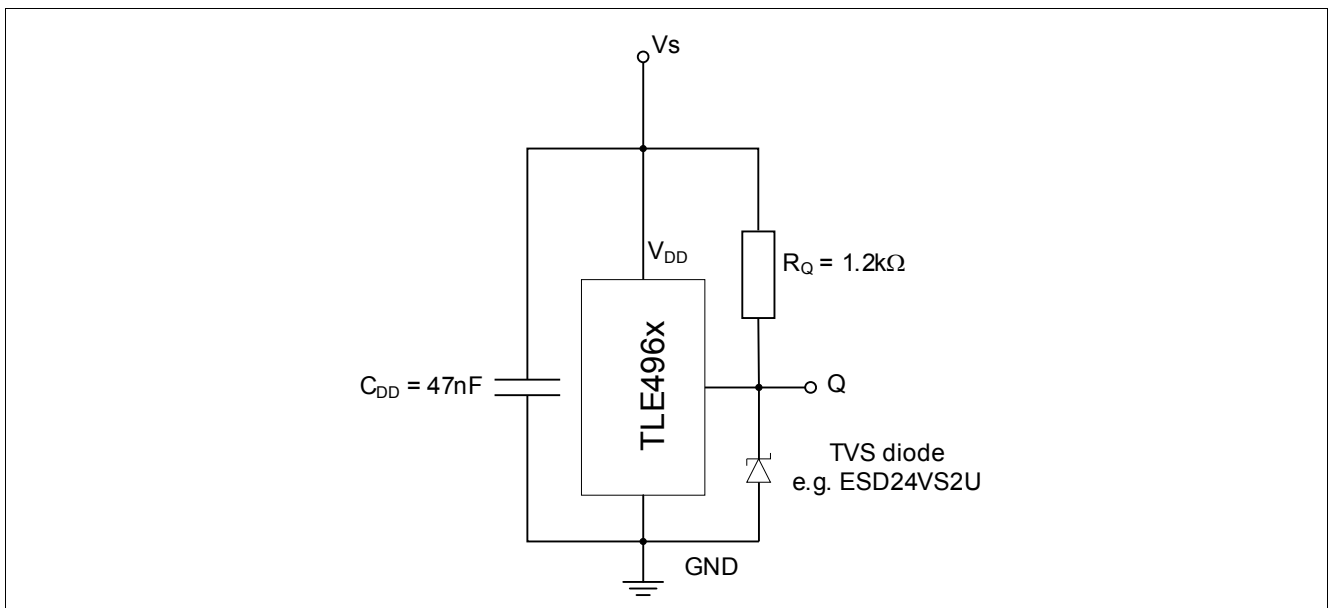 Vs
VDD
RQ = 1.2kΩ
TLE496x
CDD = 47nF
Q
TVS diode
e.g. ESD24VS2U
GND